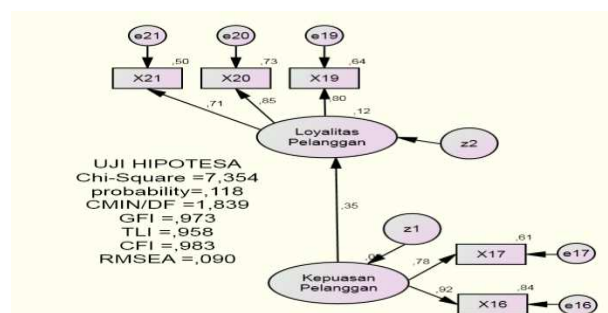 e21 e20 e19
,50 ,73 ,64
X21 X20 X19
,71 ,85 ,80
,12
Loyalitas
Pelanggan
z2
UJI HIPOTESA
Chi-Square =7,354
probability=,118
CMIN/DF =1,839
GFI =,973
TLI =,958
CFI =,983
RMSEA =,090
,35
z1
,61
X17 e17
,78
Kepuasan
Pelanggan
,92 ,84
X16 e16